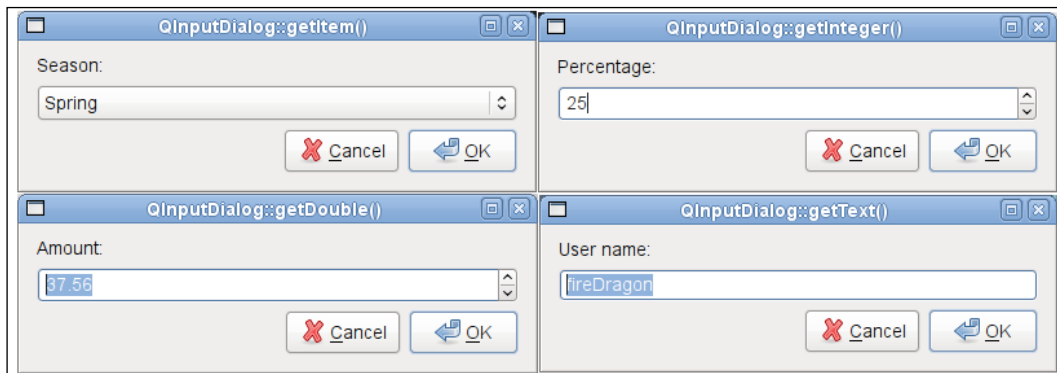 QInputDialog::getItem()
Season:
Spring
Cancel
OK
QInputDialog::getInteger()
Percentage:
25
Cancel
OK
QInputDialog::getDouble()
Amount:
37.56
Cancel
OK
QInputDialog::getText()
User name:
fireDragon
Cancel
OK